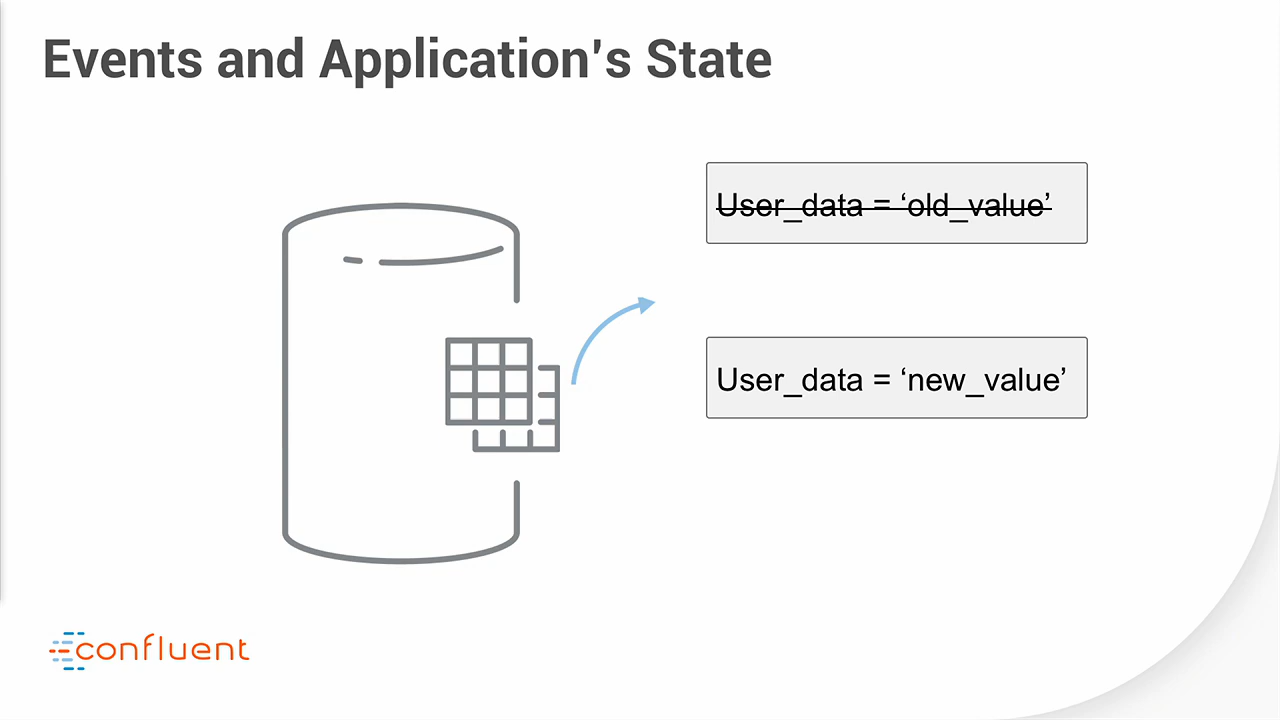 Events and Application's State
User_data = ‘old_value’
User_data = ‘new_value’
confluent